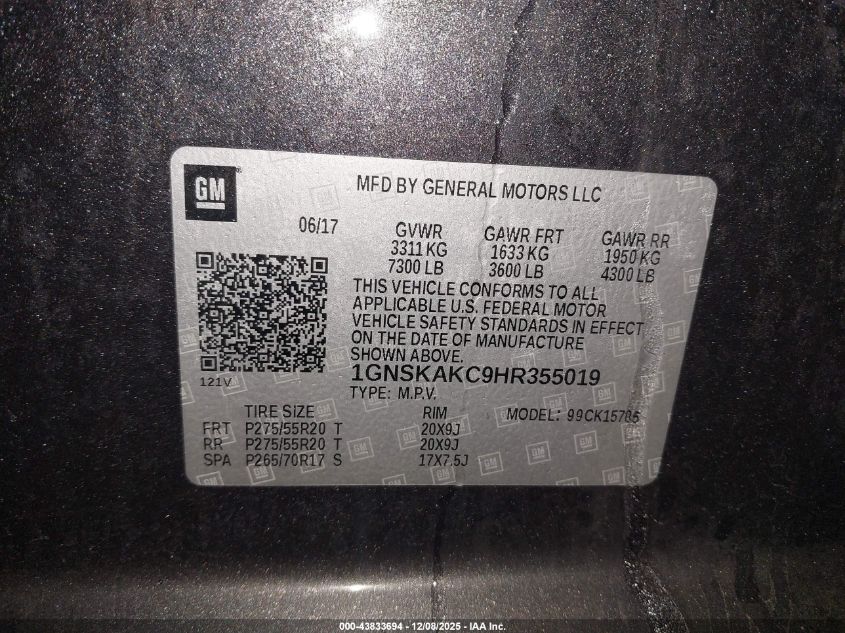 GM
MFD BY GENERAL MOTORS LLC
06/17
GVWR
3311 KG
7300 LB
GAWR FRT
1633 KG
3600 LB
GAWR RR
1950 KG
4300 LB
THIS VEHICLE CONFORMS TO ALL
APPLICABLE U.S. FEDERAL MOTOR
VEHICLE SAFETY STANDARDS IN EFFECT
ON THE DATE OF MANUFACTURE
SHOWN ABOVE.
121V
1GNSKAKC9HR355019
TYPE: M.P.V.
TIRE SIZE RIM MODEL: 99CK15706
FRT P275/55R20 T 20X9J
RR P275/55R20 T 20X9J
SPA P265/70R17 S 17X7.5J
000-43833694 - 12/08/2025 - IAA Inc.